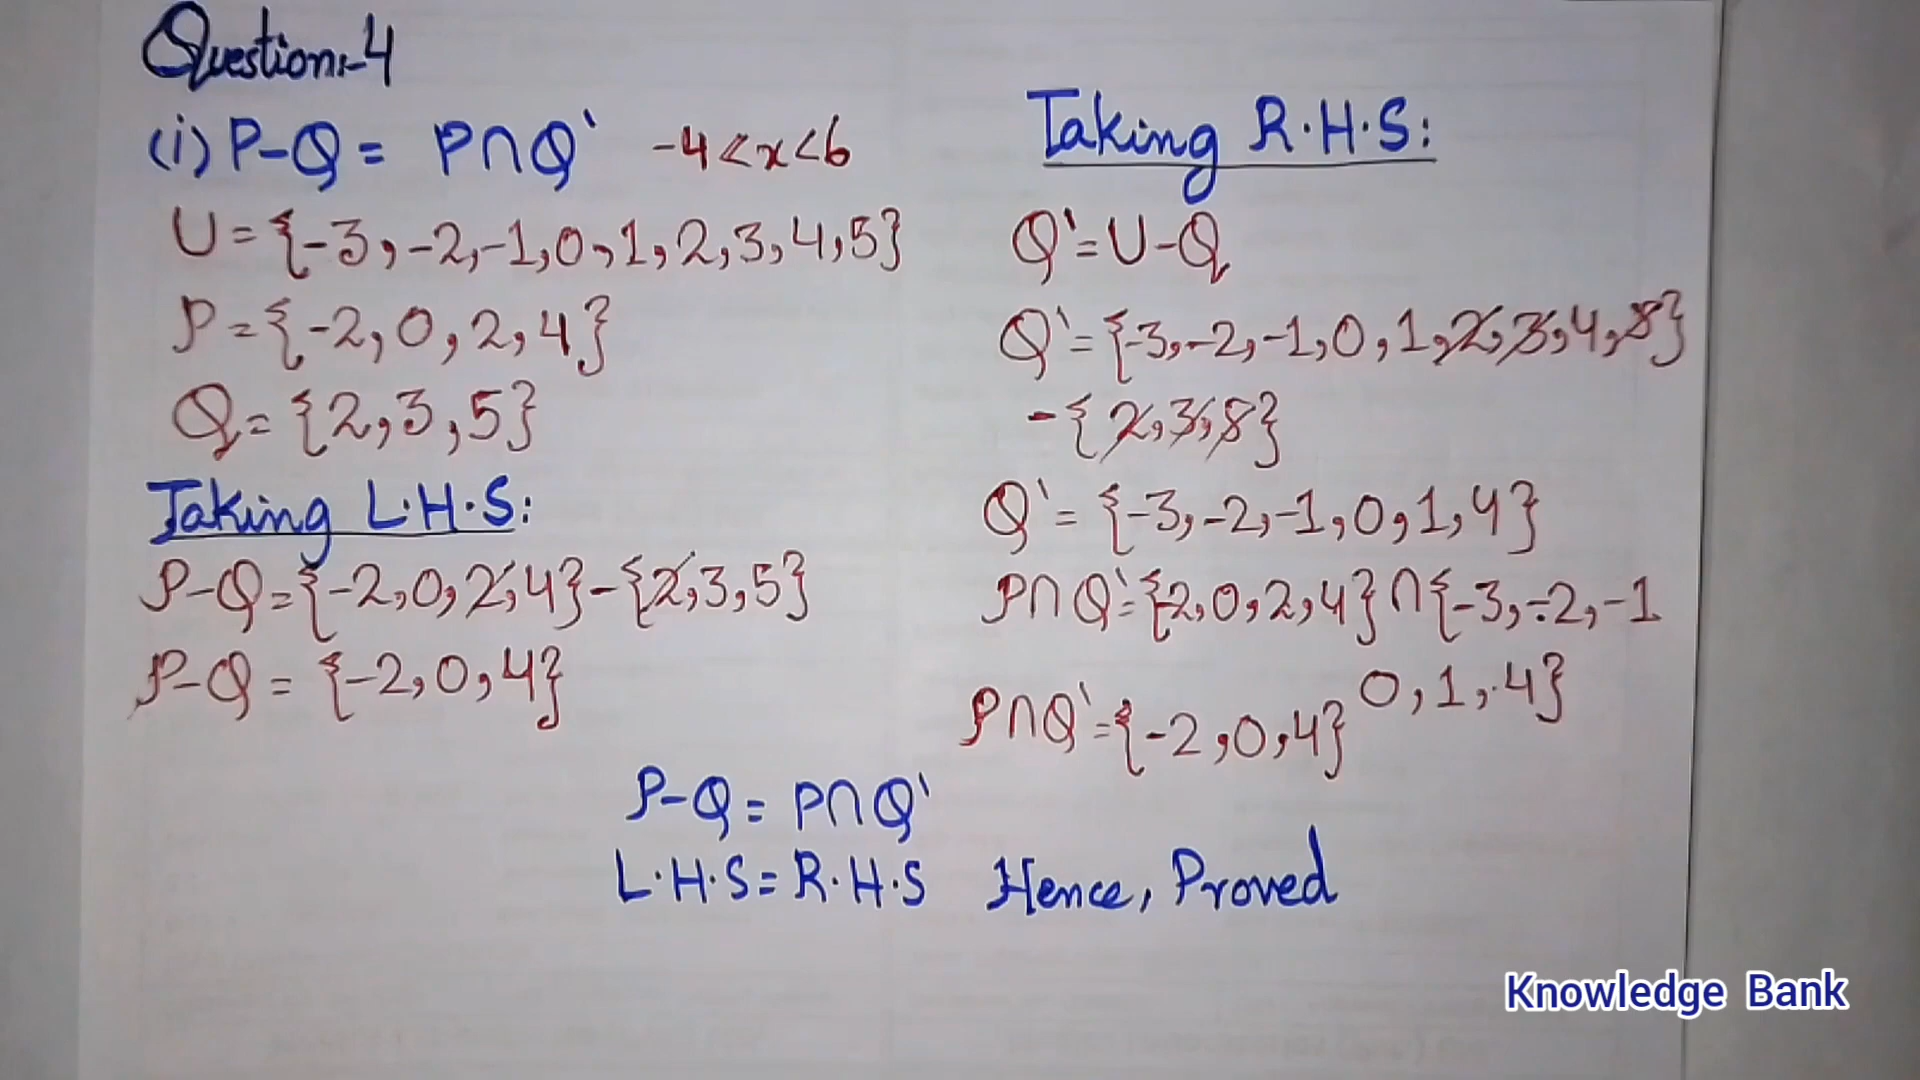 Question:-4
(i) P-Q = P∩Q' -4<x<6
U = {-3, -2, -1, 0, 1, 2, 3, 4, 5}
P = {-2, 0, 2, 4}
Q = {2, 3, 5}
Taking L.H.S:
P-Q = {-2, 0, 2, 4} - {2, 3, 5}
P-Q = {-2, 0, 4}
Taking R.H.S:
Q' = U-Q
Q' = {-3, -2, -1, 0, 1, 2, 3, 4, 5}
- {2, 3, 5}
Q' = {-3, -2, -1, 0, 1, 4}
P∩Q' = {-2, 0, 2, 4} ∩ {-3, -2, -1
0, 1, 4}
P∩Q' = {-2, 0, 4}
P-Q = P∩Q'
L.H.S = R.H.S Hence, Proved
Knowledge Bank